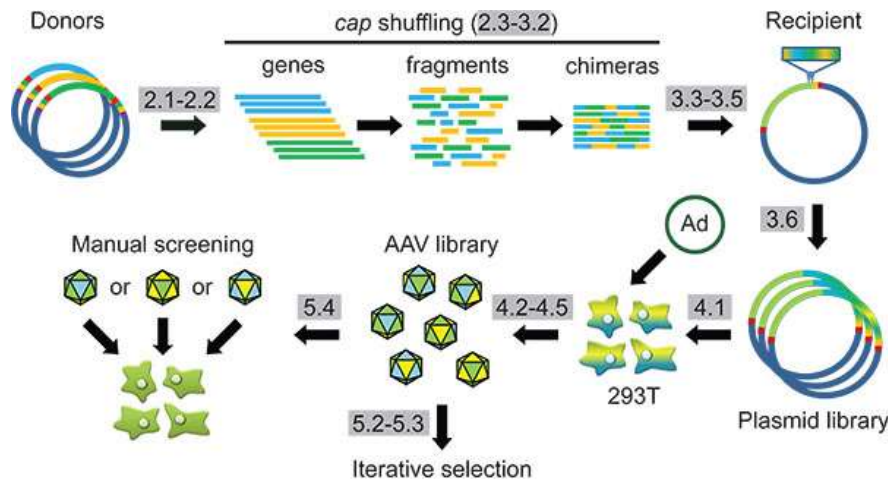 Donors
cap shuffling (2.3-3.2)
Recipient
2.1-2.2
genes
fragments
chimeras
3.3-3.5
3.6
Ad
Manual screening
or
or
AAV library
5.4
4.2-4.5
4.1
293T
Plasmid library
5.2-5.3
Iterative selection